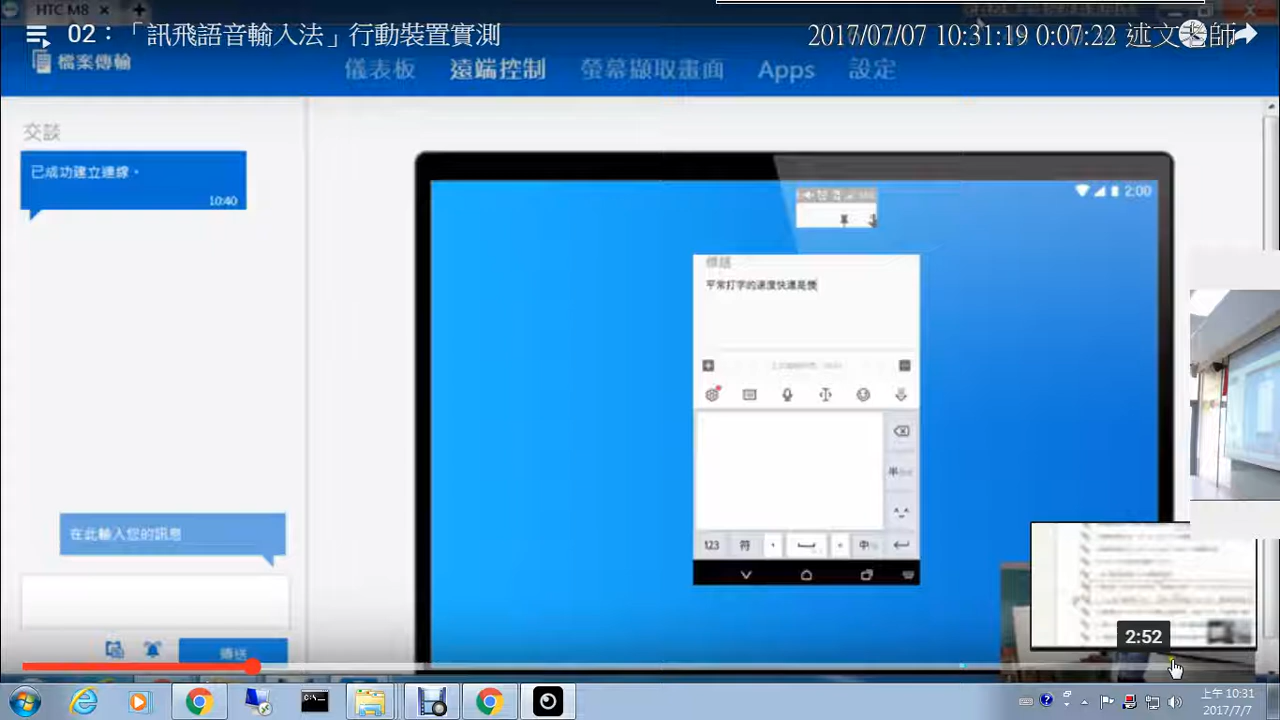 HTC M8
02：「訊飛語音輸入法」行動裝置實測
2017/07/07 10:31:19 0:07:22 述文老師
檔案傳輸
儀表板 遠端控制 螢幕擷取畫面 Apps 設定
交談
已成功建立連線。
10:40
2:00
標題
平常打字的速度快還是慢
123 符 中
在此輸入您的訊息
傳送
2:52
上午 10:31
2017/7/7